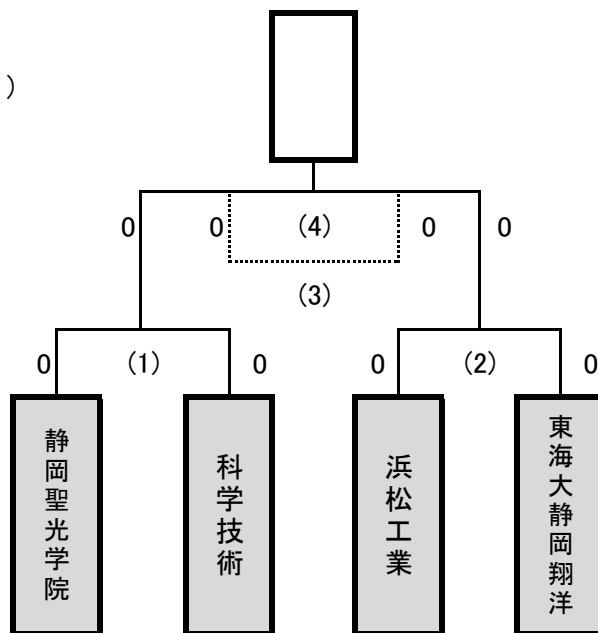 )
0 0 (4) 0 0
(3)
0 (1) 0 0 (2) 0
静岡聖光学院
科学技術
浜松工業
東海大静岡翔洋